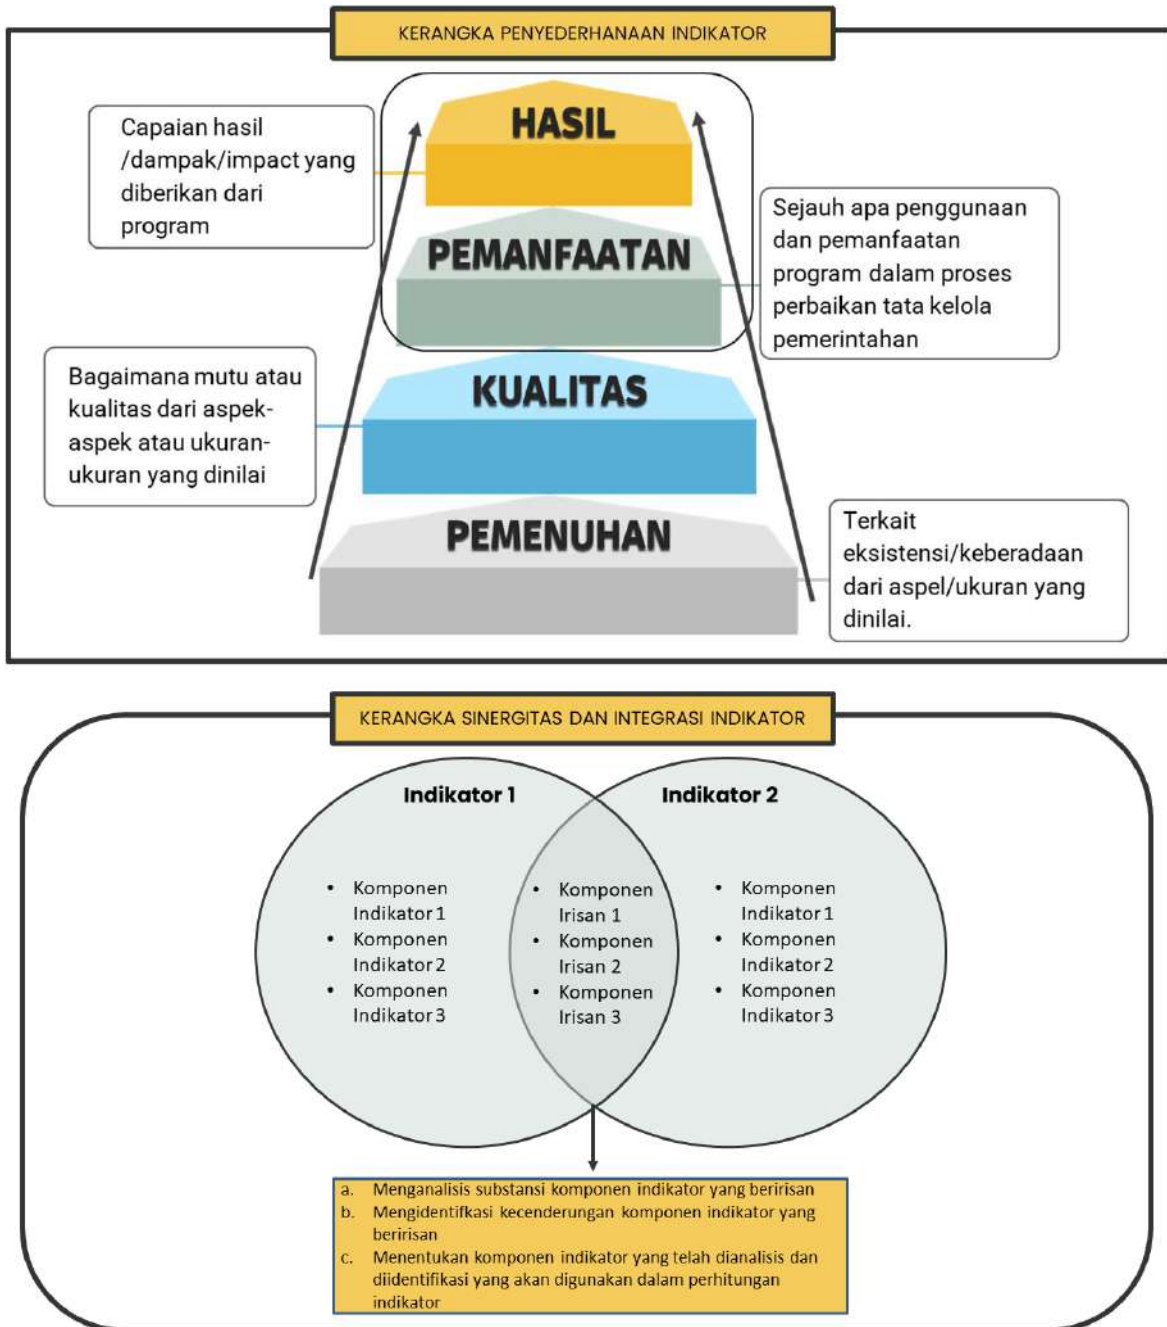 KERANGKA PENYEDERHANAAN INDIKATOR
HASIL
Capaian hasil
/dampak/impact yang
diberikan dari
program
PEMANFAATAN
Sejauh apa penggunaan
dan pemanfaatan
program dalam proses
perbaikan tata kelola
pemerintahan
KUALITAS
Bagaimana mutu atau
kualitas dari aspek-
aspek atau ukuran-
ukuran yang dinilai
PEMENUHAN
Terkait
eksistensi/keberadaan
dari aspel/ukuran yang
dinilai.
KERANGKA SINERGITAS DAN INTEGRASI INDIKATOR
Indikator 1
• Komponen
Indikator 1
• Komponen
Indikator 2
• Komponen
Indikator 3
• Komponen
Irisan 1
• Komponen
Irisan 2
• Komponen
Irisan 3
Indikator 2
• Komponen
Indikator 1
• Komponen
Indikator 2
• Komponen
Indikator 3
a. Menganalisis substansi komponen indikator yang beririsan
b. Mengidentifkasi kecenderungan komponen indikator yang
beririsan
c. Menentukan komponen indikator yang telah dianalisis dan
diidentifikasi yang akan digunakan dalam perhitungan
indikator